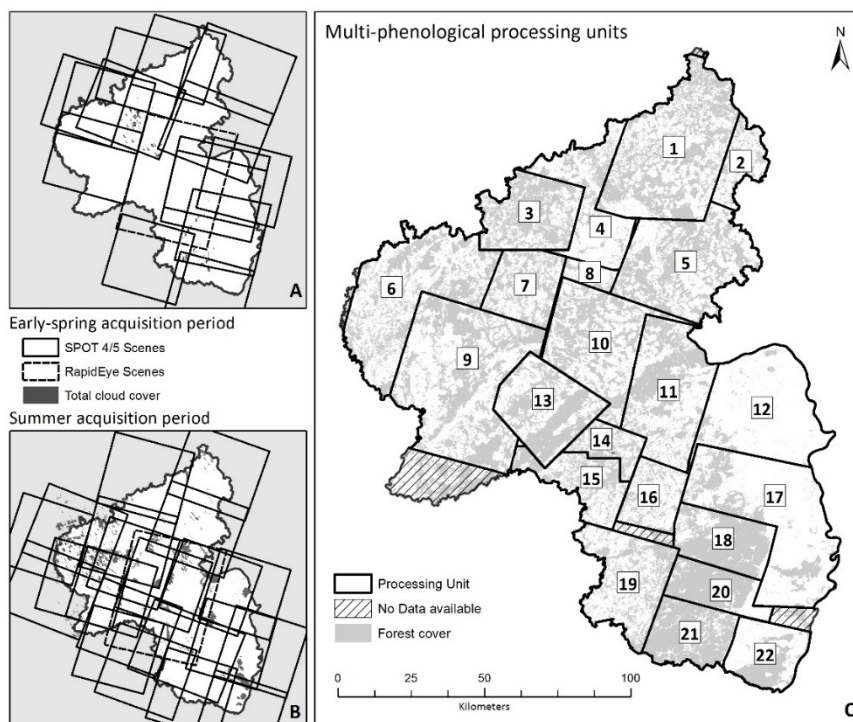 A
Early-spring acquisition period
SPOT 4/5 Scenes
RapidEye Scenes
Total cloud cover
Summer acquisition period
B
Multi-phenological processing units
N
1
2
3
4
5
6
7
8
9
10
11
12
13
14
15
16
17
18
19
20
21
22
Processing Unit
No Data available
Forest cover
0 25 50 100
Kilometers
C